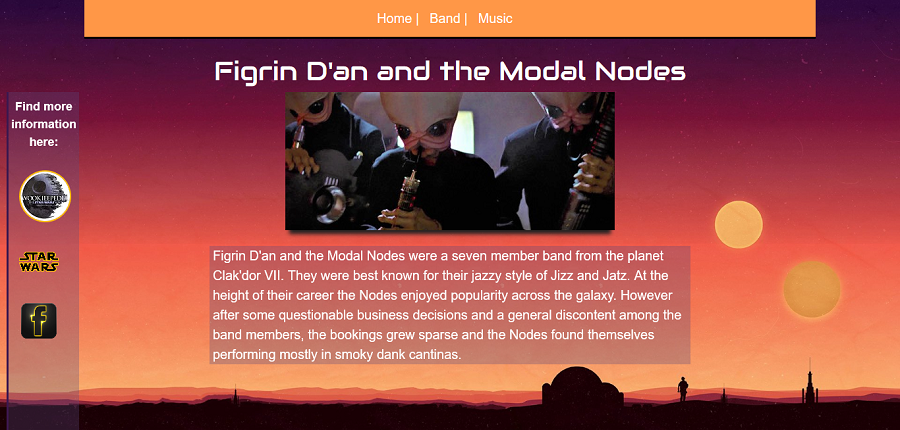 Home | Band | Music
Figrin D'an and the Modal Nodes
Find more
information
here:
WOOKIEEPEDIA
STAR
WARS
f
Figrin D'an and the Modal Nodes were a seven member band from the planet
Clak'dor VII. They were best known for their jazzy style of Jizz and Jatz. At the
height of their career the Nodes enjoyed popularity across the galaxy. However
after some questionable business decisions and a general discontent among the
band members, the bookings grew sparse and the Nodes found themselves
performing mostly in smoky dank cantinas.